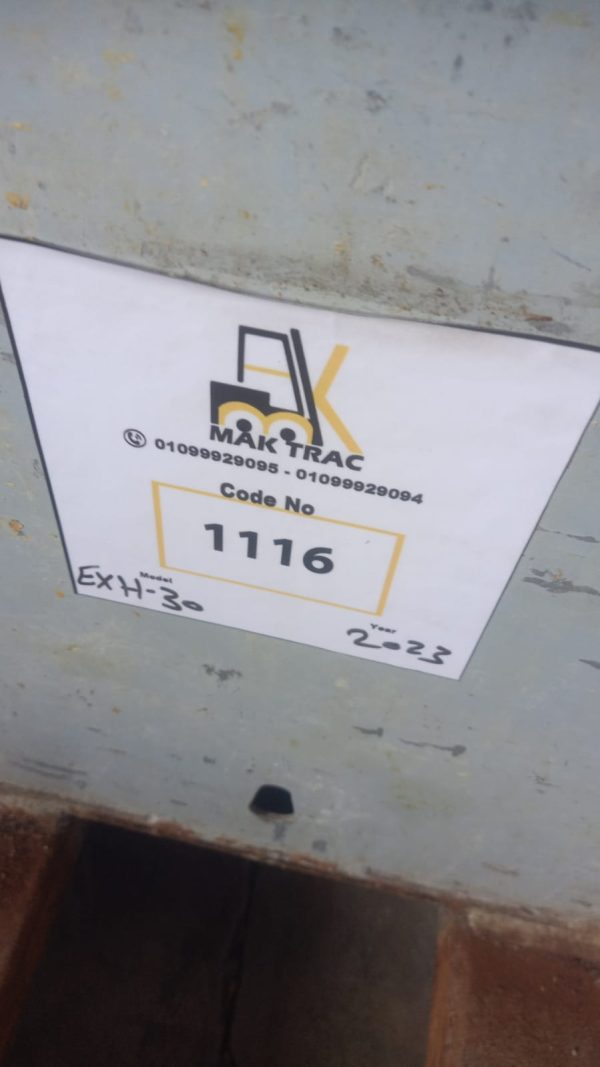 MAK TRAC
01099929095 - 01099929094
Code No
1116
Model
EXH-30
Year
2023